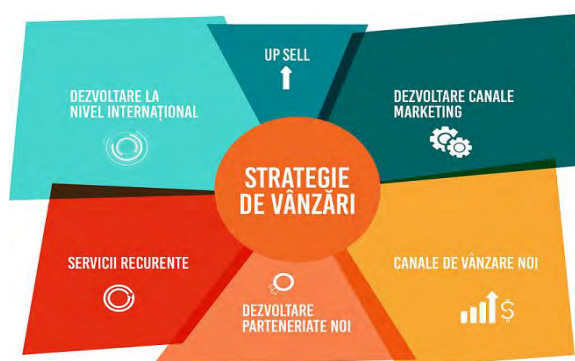 UP SELL
DEZVOLTARE LA
NIVEL INTERNAȚIONAL
DEZVOLTARE CANALE
MARKETING
STRATEGIE
DE VÂNZĂRI
SERVICII RECURENTE
CANALE DE VÂNZARE NOI
$
DEZVOLTARE
PARTENERIATE NOI